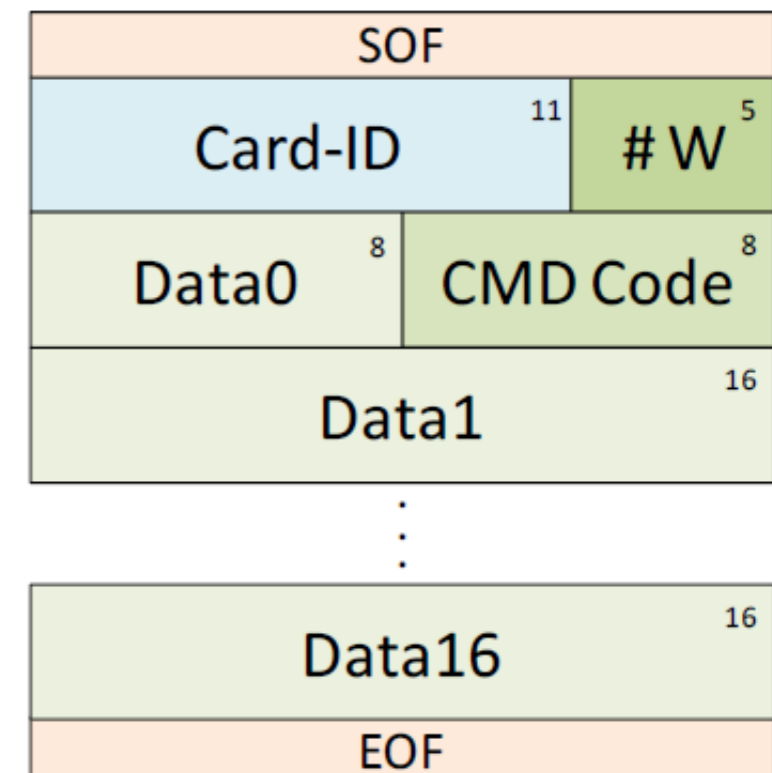 SOF
Card-ID 11 # W 5
Data0 8 CMD Code 8
Data1 16
Data16 16
EOF